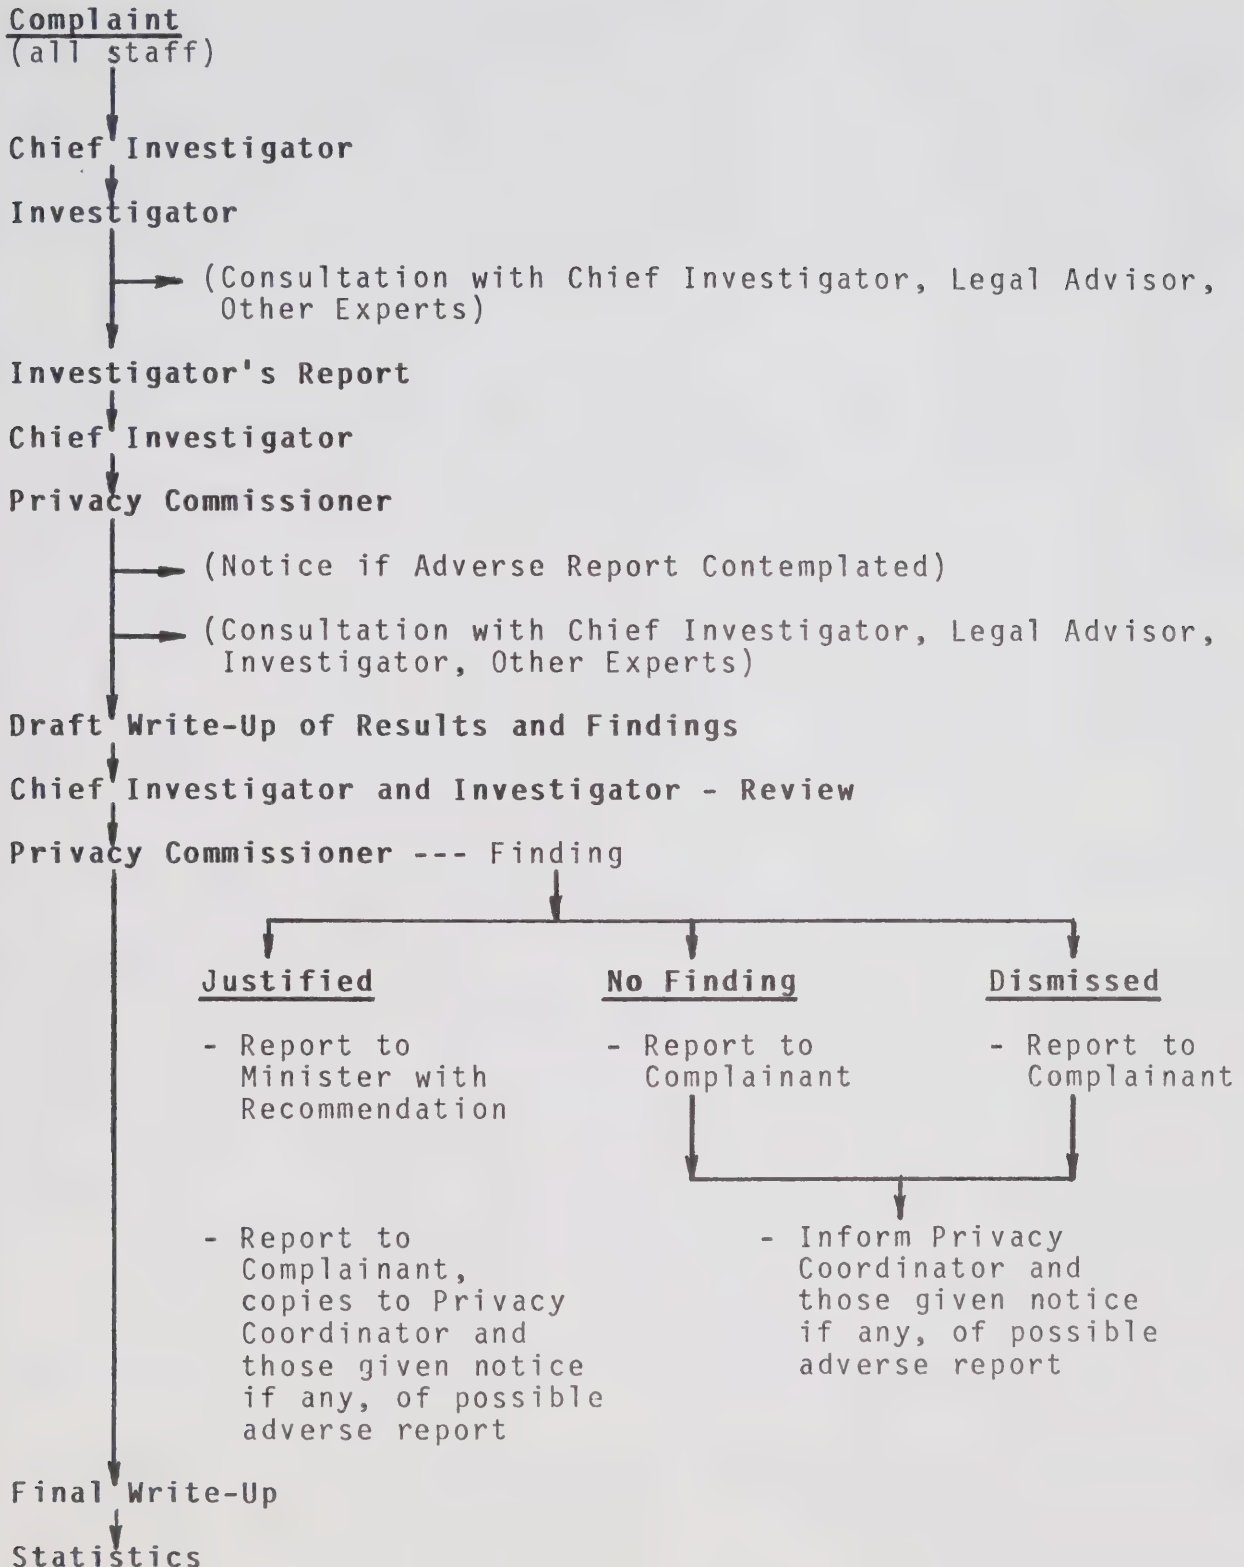 Complaint
(all staff)
Chief Investigator
Investigator
(Consultation with Chief Investigator, Legal Advisor,
Other Experts)
Investigator's Report
Chief Investigator
Privacy Commissioner
(Notice if Adverse Report Contemplated)
(Consultation with Chief Investigator, Legal Advisor,
Investigator, Other Experts)
Draft Write-Up of Results and Findings
Chief Investigator and Investigator - Review
Privacy Commissioner --- Finding
Justified
- Report to
Minister with
Recommendation
- Report to
Complainant,
copies to Privacy
Coordinator and
those given notice
if any, of possible
adverse report
No Finding
- Report to
Complainant
Dismissed
- Report to
Complainant
- Inform Privacy
Coordinator and
those given notice
if any, of possible
adverse report
Final Write-Up
Statistics